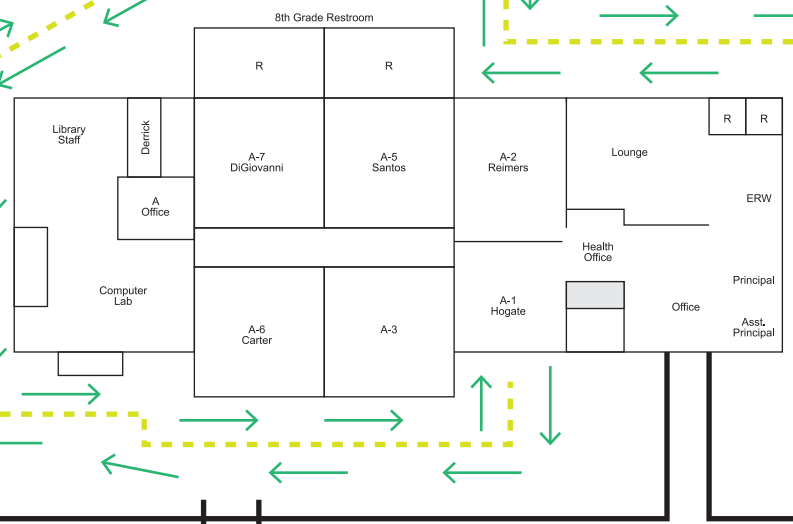 8th Grade Restroom
R
R
R
R
Library
Staff
Derrick
A-7
DiGiovanni
A-5
Santos
A-2
Reimers
Lounge
ERW
A
Office
Health
Office
Computer
Lab
A-6
Carter
A-3
A-1
Hogate
Office
Principal
Asst.
Principal